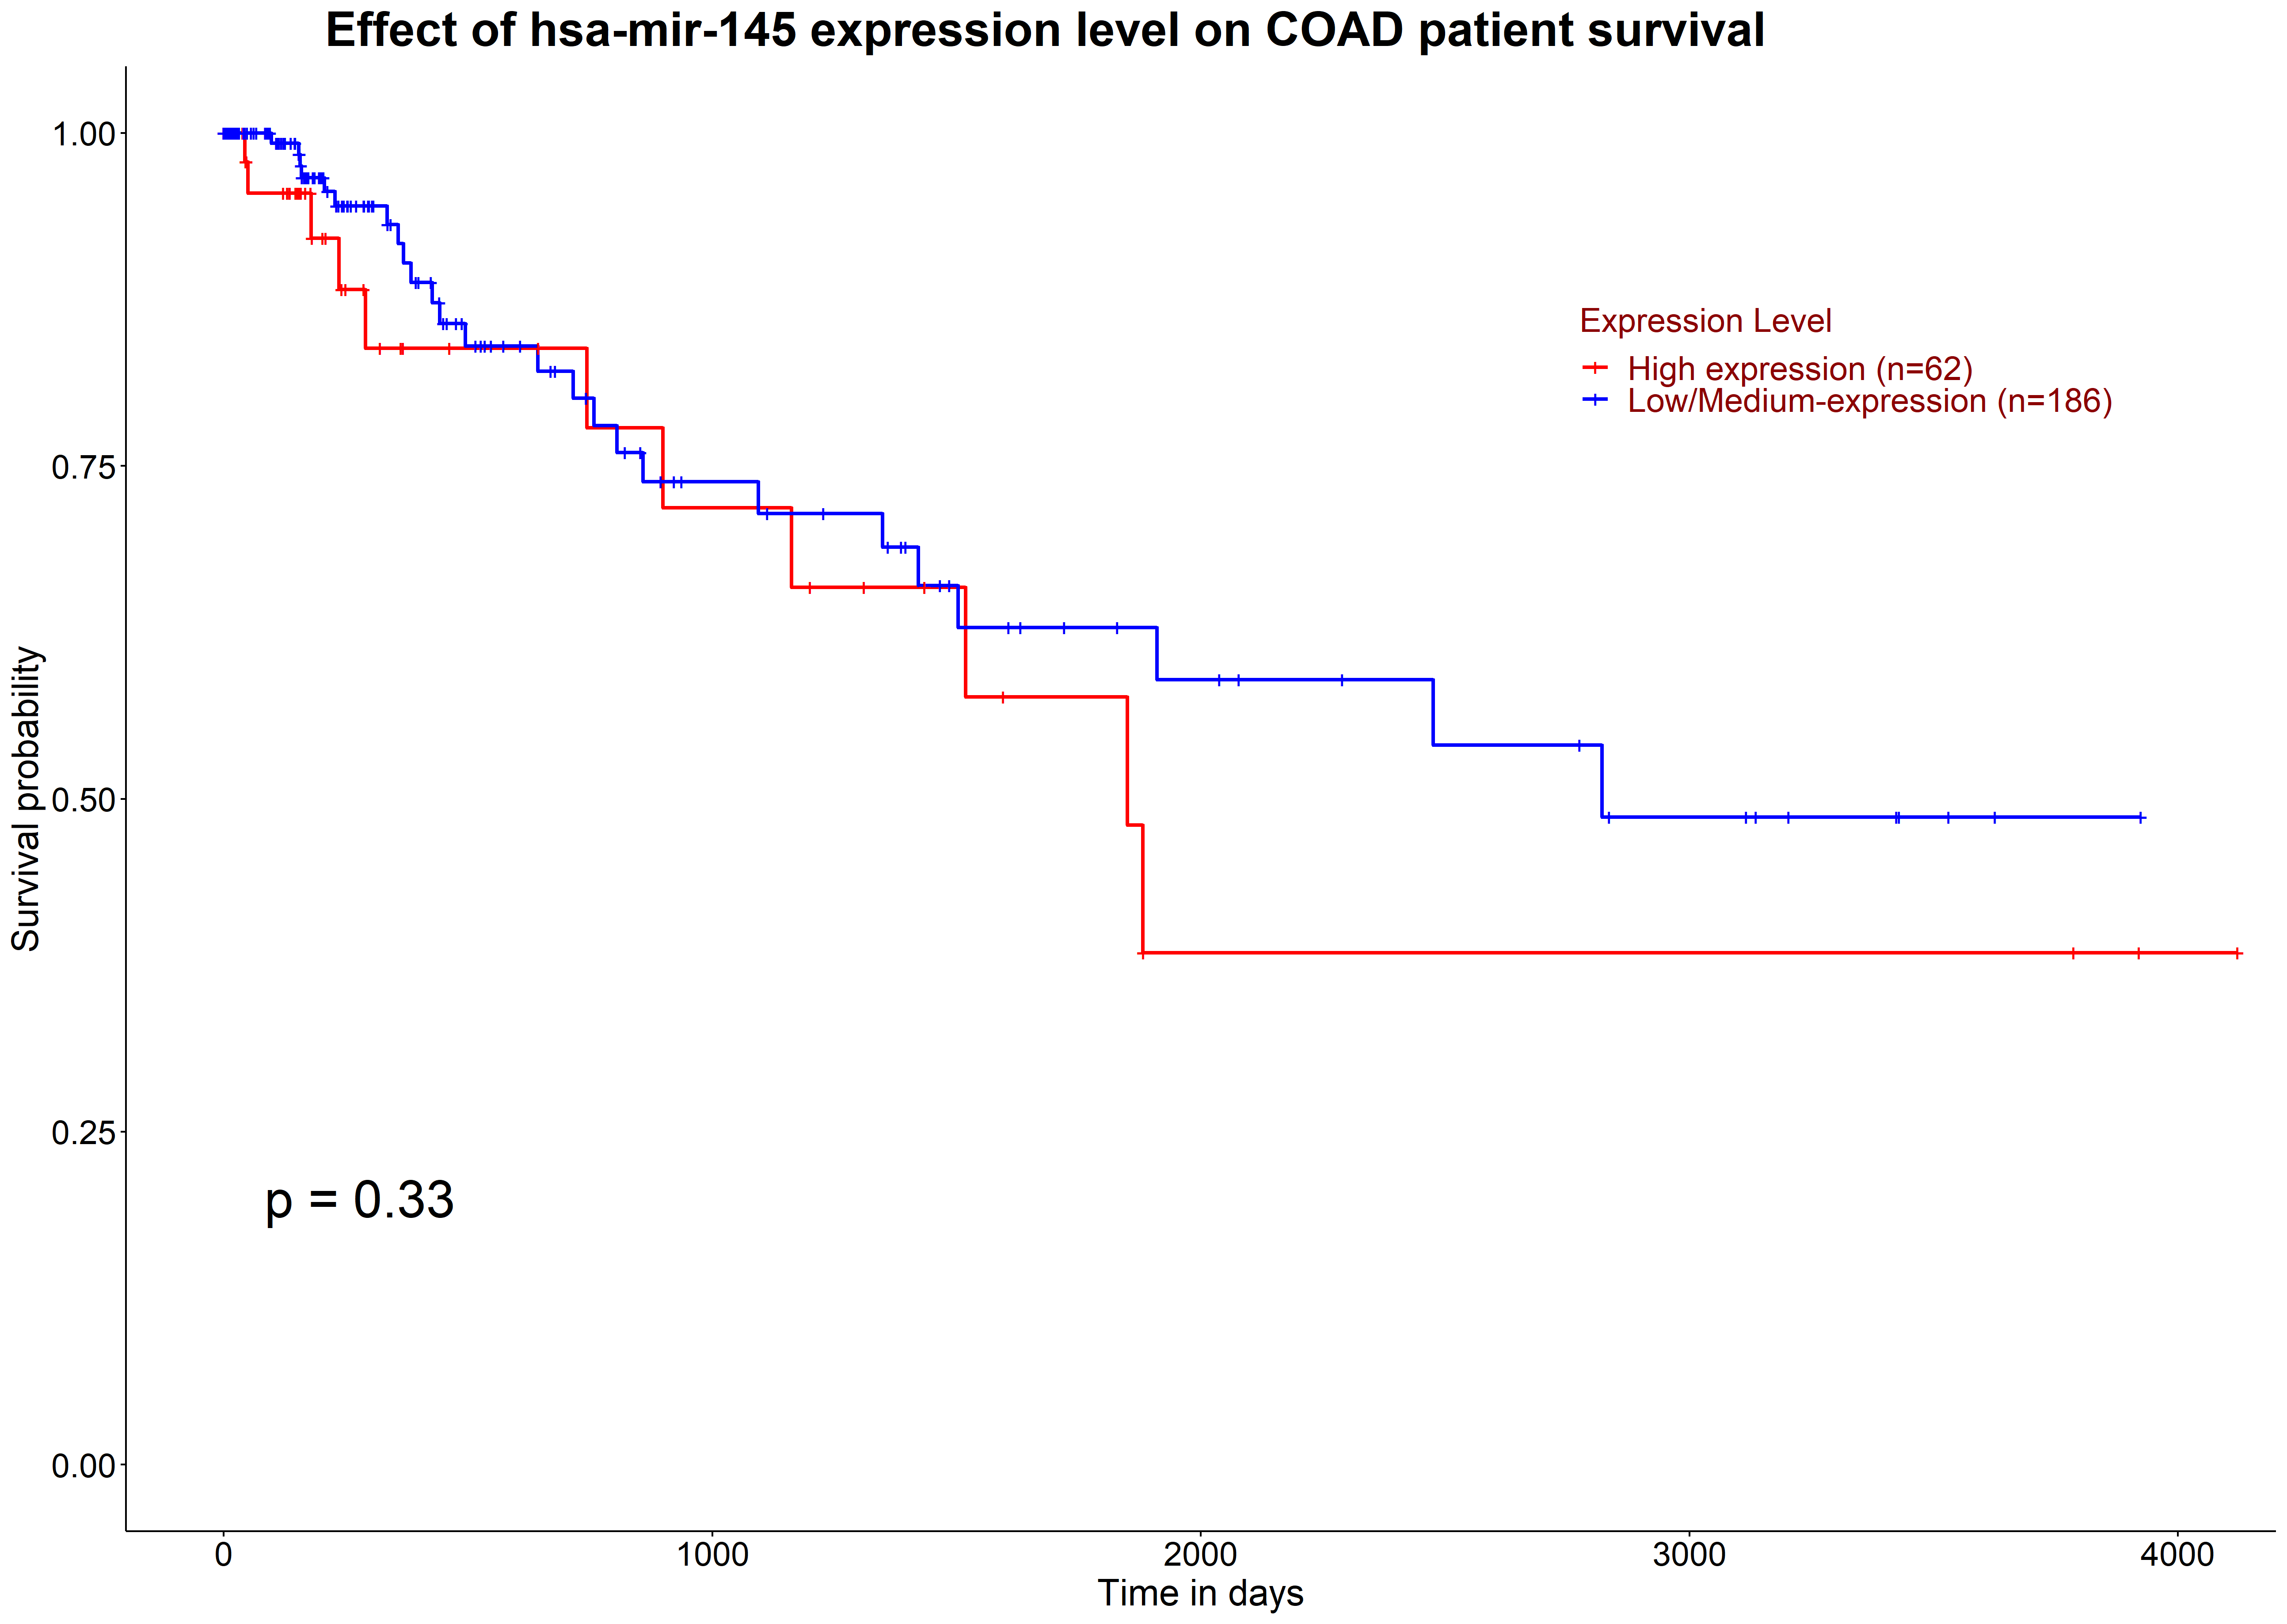 Effect of hsa-mir-145 expression level on COAD patient survival
1.00
0.75
0.50
0.25
0.00
Survival probability
Expression Level
High expression (n=62)
Low/Medium-expression (n=186)
p = 0.33
0 1000 2000 3000 4000
Time in days